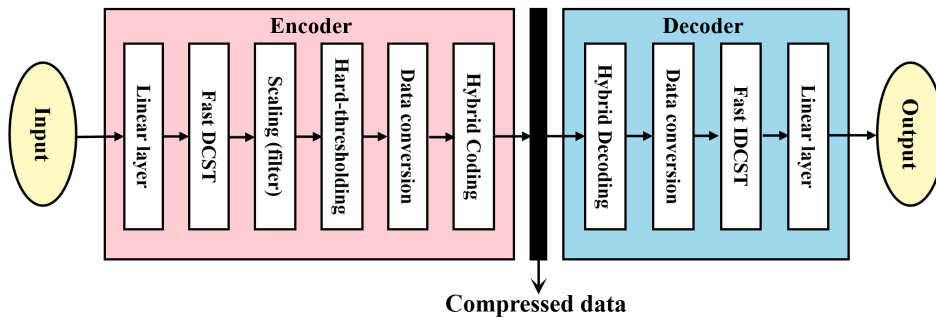 Encoder
Decoder
Input
Linear layer
Fast DCST
Scaling (filter)
Hard-thresholding
Data conversion
Hybrid Coding
Hybrid Decoding
Data conversion
Fast IDCST
Linear layer
Output
Compressed data